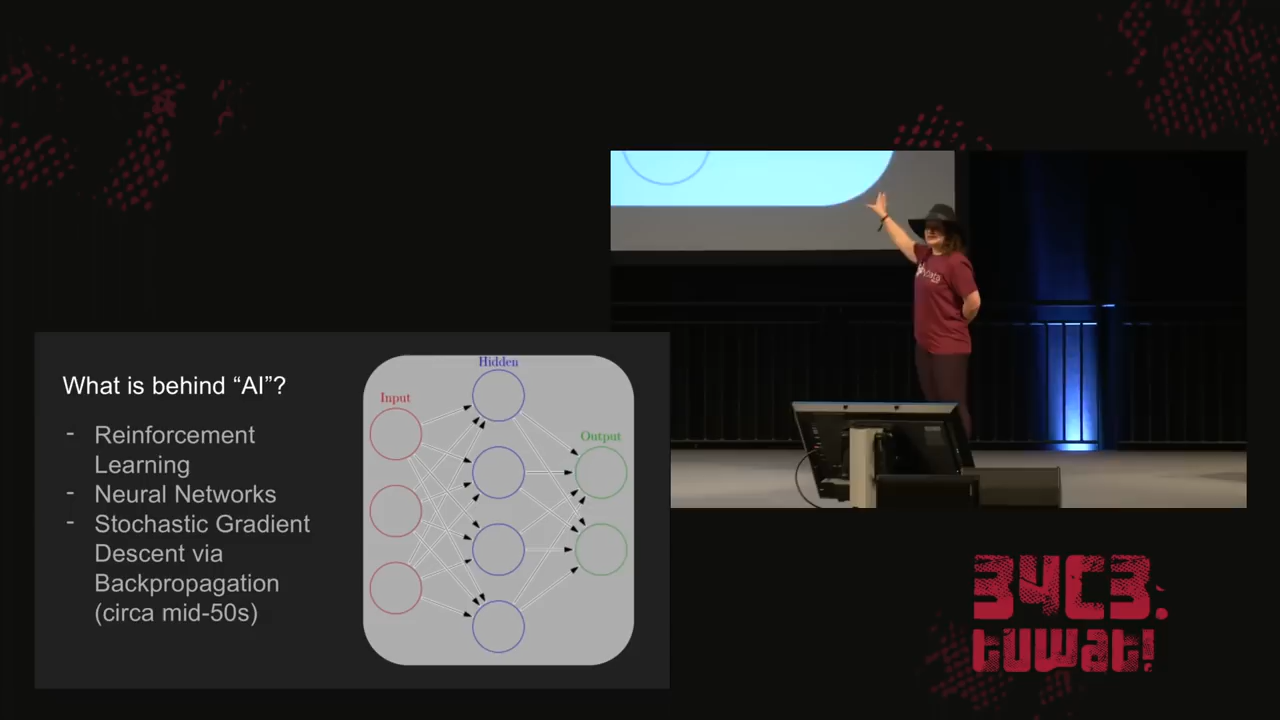 What is behind “AI”?
- Reinforcement
Learning
- Neural Networks
- Stochastic Gradient
Descent via
Backpropagation
(circa mid-50s)
Hidden
Input
Output
34C3.
tuwat!